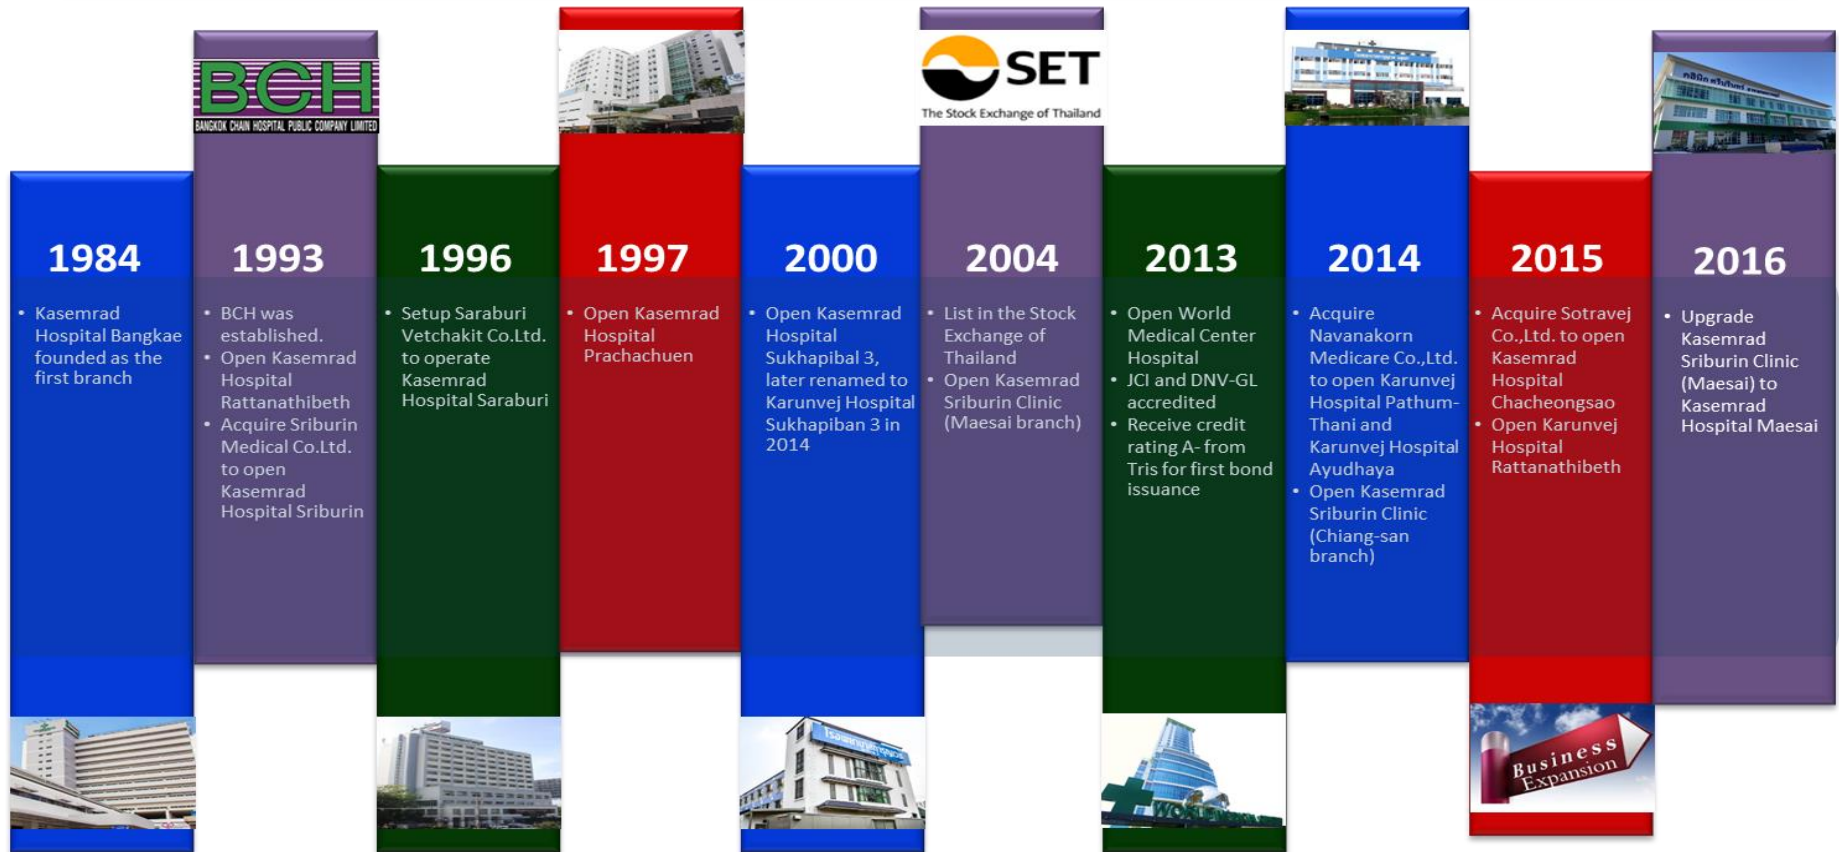 BCH
BANGKOK CHAIN HOSPITAL PUBLIC COMPANY LIMITED
SET
The Stock Exchange of Thailand
1984
• Kasemrad
Hospital Bangkae
founded as the
first branch
1993
• BCH was
established.
• Open Kasemrad
Hospital
Rattanathibeth
• Acquire Sriburin
Medical Co.Ltd.
to open
Kasemrad
Hospital Sriburin
1996
• Setup Saraburi
Vetchakit Co.Ltd.
to operate
Kasemrad
Hospital Saraburi
1997
• Open Kasemrad
Hospital
Prachachuen
2000
• Open Kasemrad
Hospital
Sukhapibal 3,
later renamed to
Karunvej Hospital
Sukhapiban 3 in
2014
2004
• List in the Stock
Exchange of
Thailand
• Open Kasemrad
Sriburin Clinic
(Maesai branch)
2013
• Open World
Medical Center
Hospital
• JCI and DNV-GL
accredited
• Receive credit
rating A- from
Tris for first bond
issuance
2014
• Acquire
Navanakorn
Medicare Co.,Ltd.
to open Karunvej
Hospital Pathum-
Thani and
Karunvej Hospital
Ayudhaya
• Open Kasemrad
Sriburin Clinic
(Chiang-san
branch)
2015
• Acquire Sotravej
Co.,Ltd. to open
Kasemrad
Hospital
Chacheongsao
• Open Karunvej
Hospital
Rattanathibeth
2016
• Upgrade
Kasemrad
Sriburin Clinic
(Maesai) to
Kasemrad
Hospital Maesai
Business
Expansion